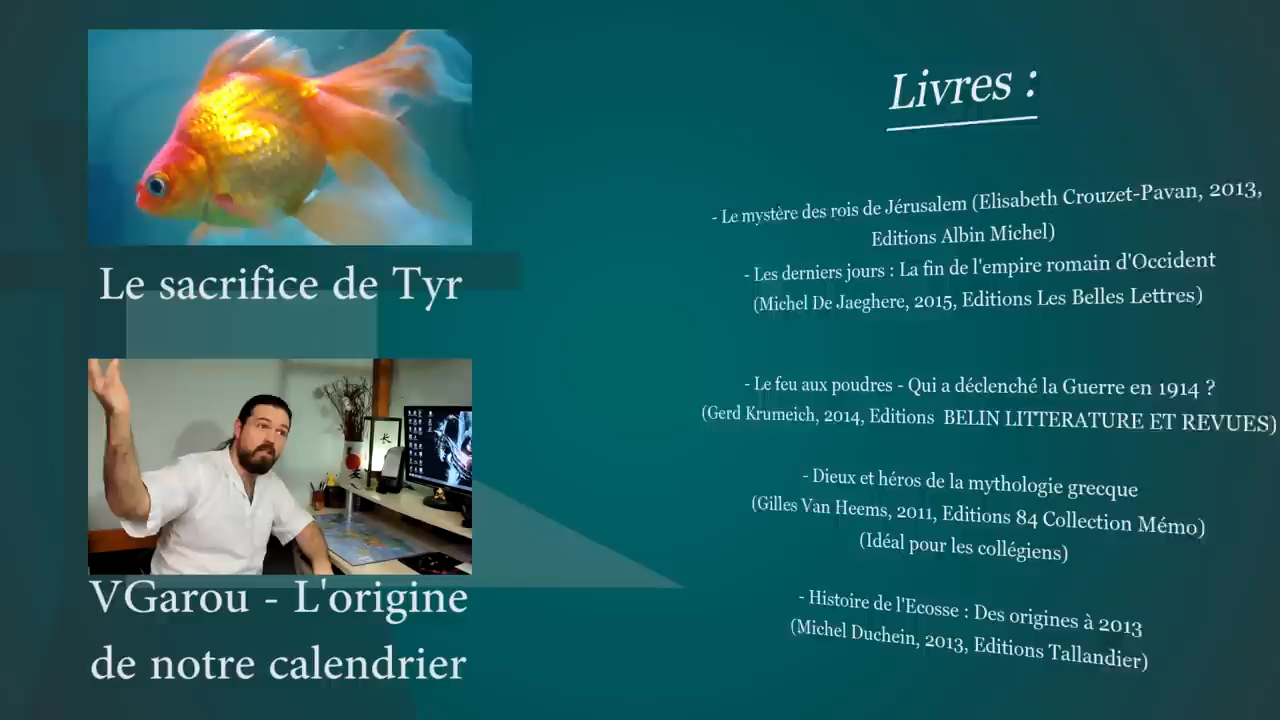 Le sacrifice de Tyr
VGarou - L'origine
de notre calendrier
Livres :
- Le mystère des rois de Jérusalem (Elisabeth Crouzet-Pavan, 2013,
Editions Albin Michel)
- Les derniers jours : La fin de l'empire romain d'Occident
(Michel De Jaeghere, 2015, Editions Les Belles Lettres)
- Le feu aux poudres - Qui a déclenché la Guerre en 1914 ?
(Gerd Krumeich, 2014, Editions BELIN LITTERATURE ET REVUES)
- Dieux et héros de la mythologie grecque
(Gilles Van Heems, 2011, Editions 84 Collection Mémo)
(Idéal pour les collégiens)
- Histoire de l'Ecosse : Des origines à 2013
(Michel Duchein, 2013, Editions Tallandier)